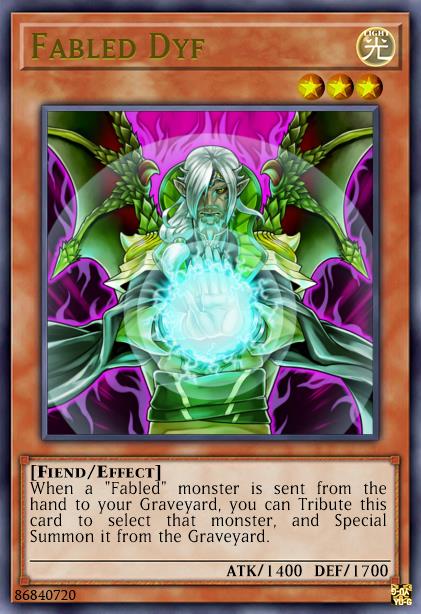 Fabled Dyf
LIGHT
光
[Fiend/Effect]
When a "Fabled" monster is sent from the
hand to your Graveyard, you can Tribute this
card to select that monster, and Special
Summon it from the Graveyard.
ATK/1400 DEF/1700
86840720